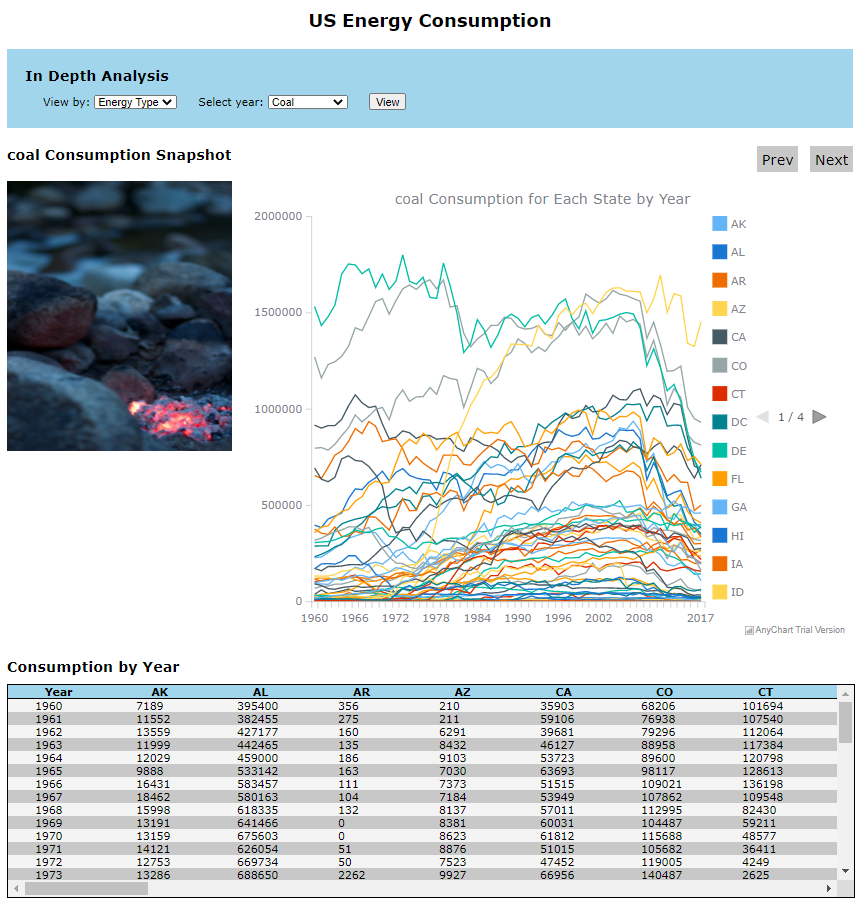 US Energy Consumption
In Depth Analysis
View by: Energy Type Select year: Coal View
coal Consumption Snapshot
Prev Next
coal Consumption for Each State by Year
2000000
1500000
1000000
500000
0
1960 1966 1972 1978 1984 1990 1996 2002 2008 2017
AK
AL
AR
AZ
CA
CO
CT
DC
DE
FL
GA
HI
IA
ID
1 / 4
AnyChart Trial Version
Consumption by Year
Year AK AL AR AZ CA CO CT
1960 7189 395400 356 210 35903 68206 101694
1961 11552 382455 275 211 59106 76938 107540
1962 13559 427177 160 6291 39681 79296 112064
1963 11999 442465 135 8432 46127 88958 117384
1964 12029 459000 186 9103 53723 89600 120798
1965 9888 533142 163 7030 63693 98117 128613
1966 16431 583457 111 7373 51515 109021 136198
1967 18462 580163 104 7184 53949 107862 109548
1968 15998 618335 132 8137 57011 112995 82430
1969 13191 641466 0 8381 60031 104487 59211
1970 13159 675603 0 8623 61812 115688 48577
1971 14121 626054 51 8876 51015 105682 36411
1972 12753 669734 50 7523 47452 119005 4249
1973 13286 688650 2262 9927 66956 140487 2625